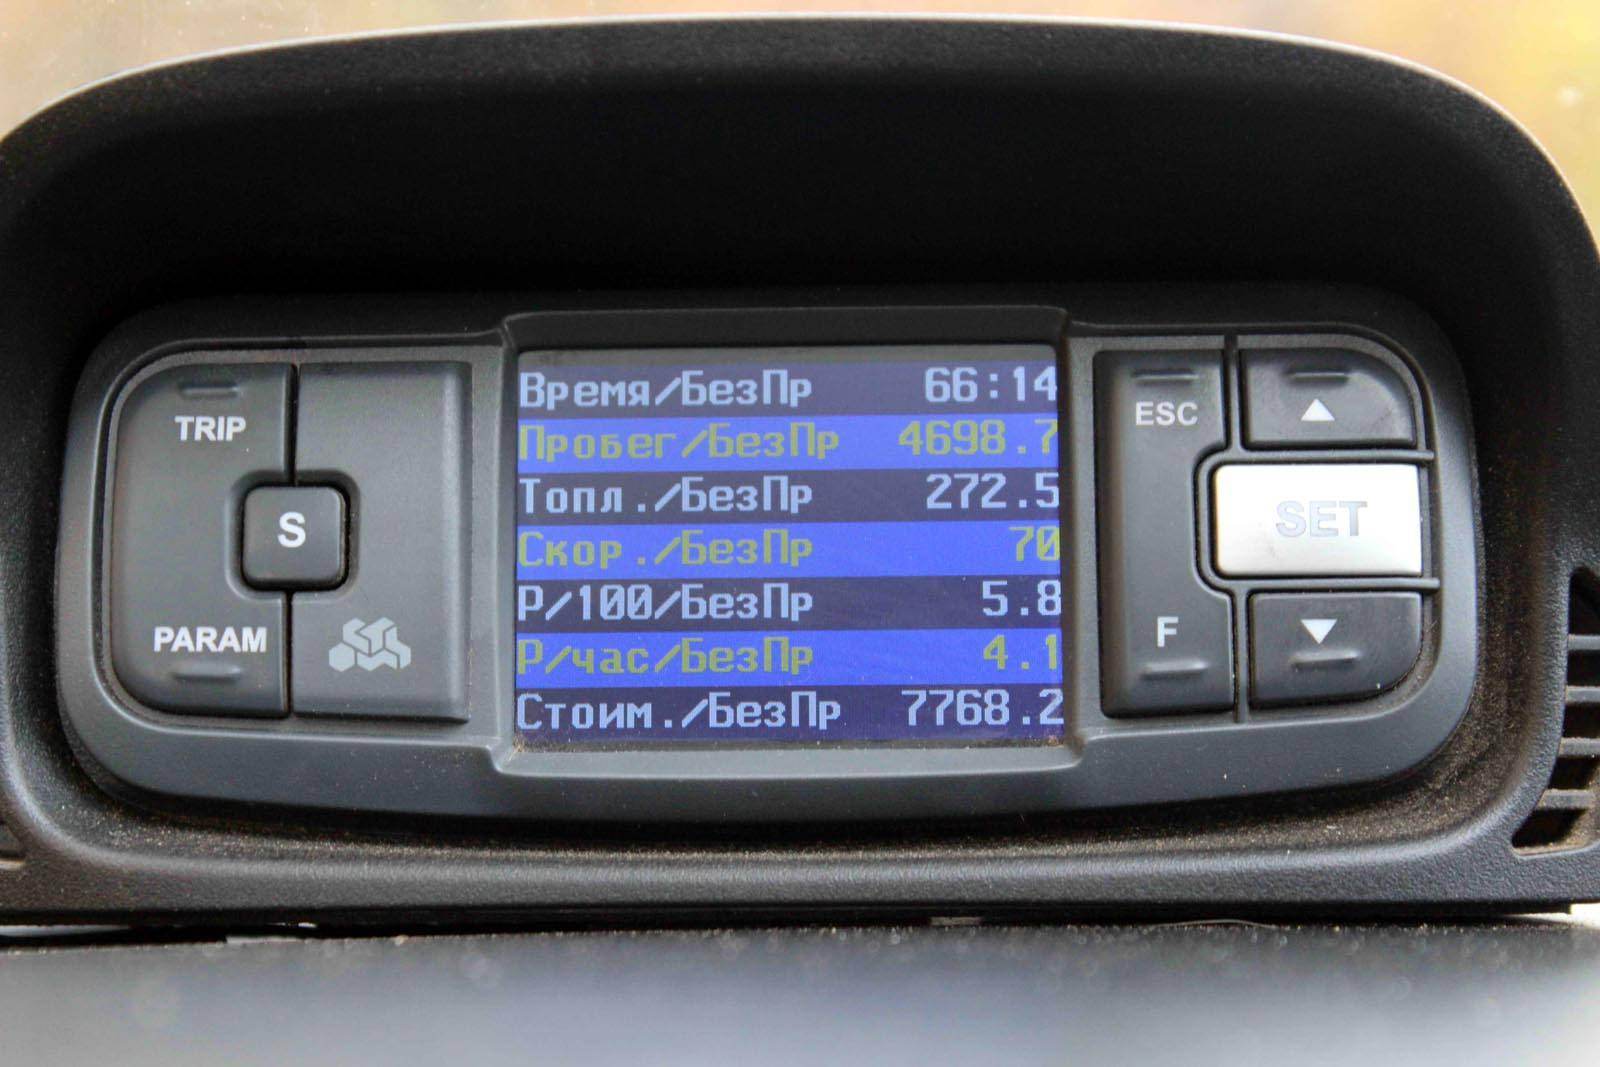 TRIP
S
PARAM
Время/БезПр 66:14
Пробег/БезПр 4698.7
Топл./БезПр 272.5
Скор./БезПр 70
Р/100/БезПр 5.8
Р/час/БезПр 4.1
Стоим./БезПр 7768.2
ESC
SET
F